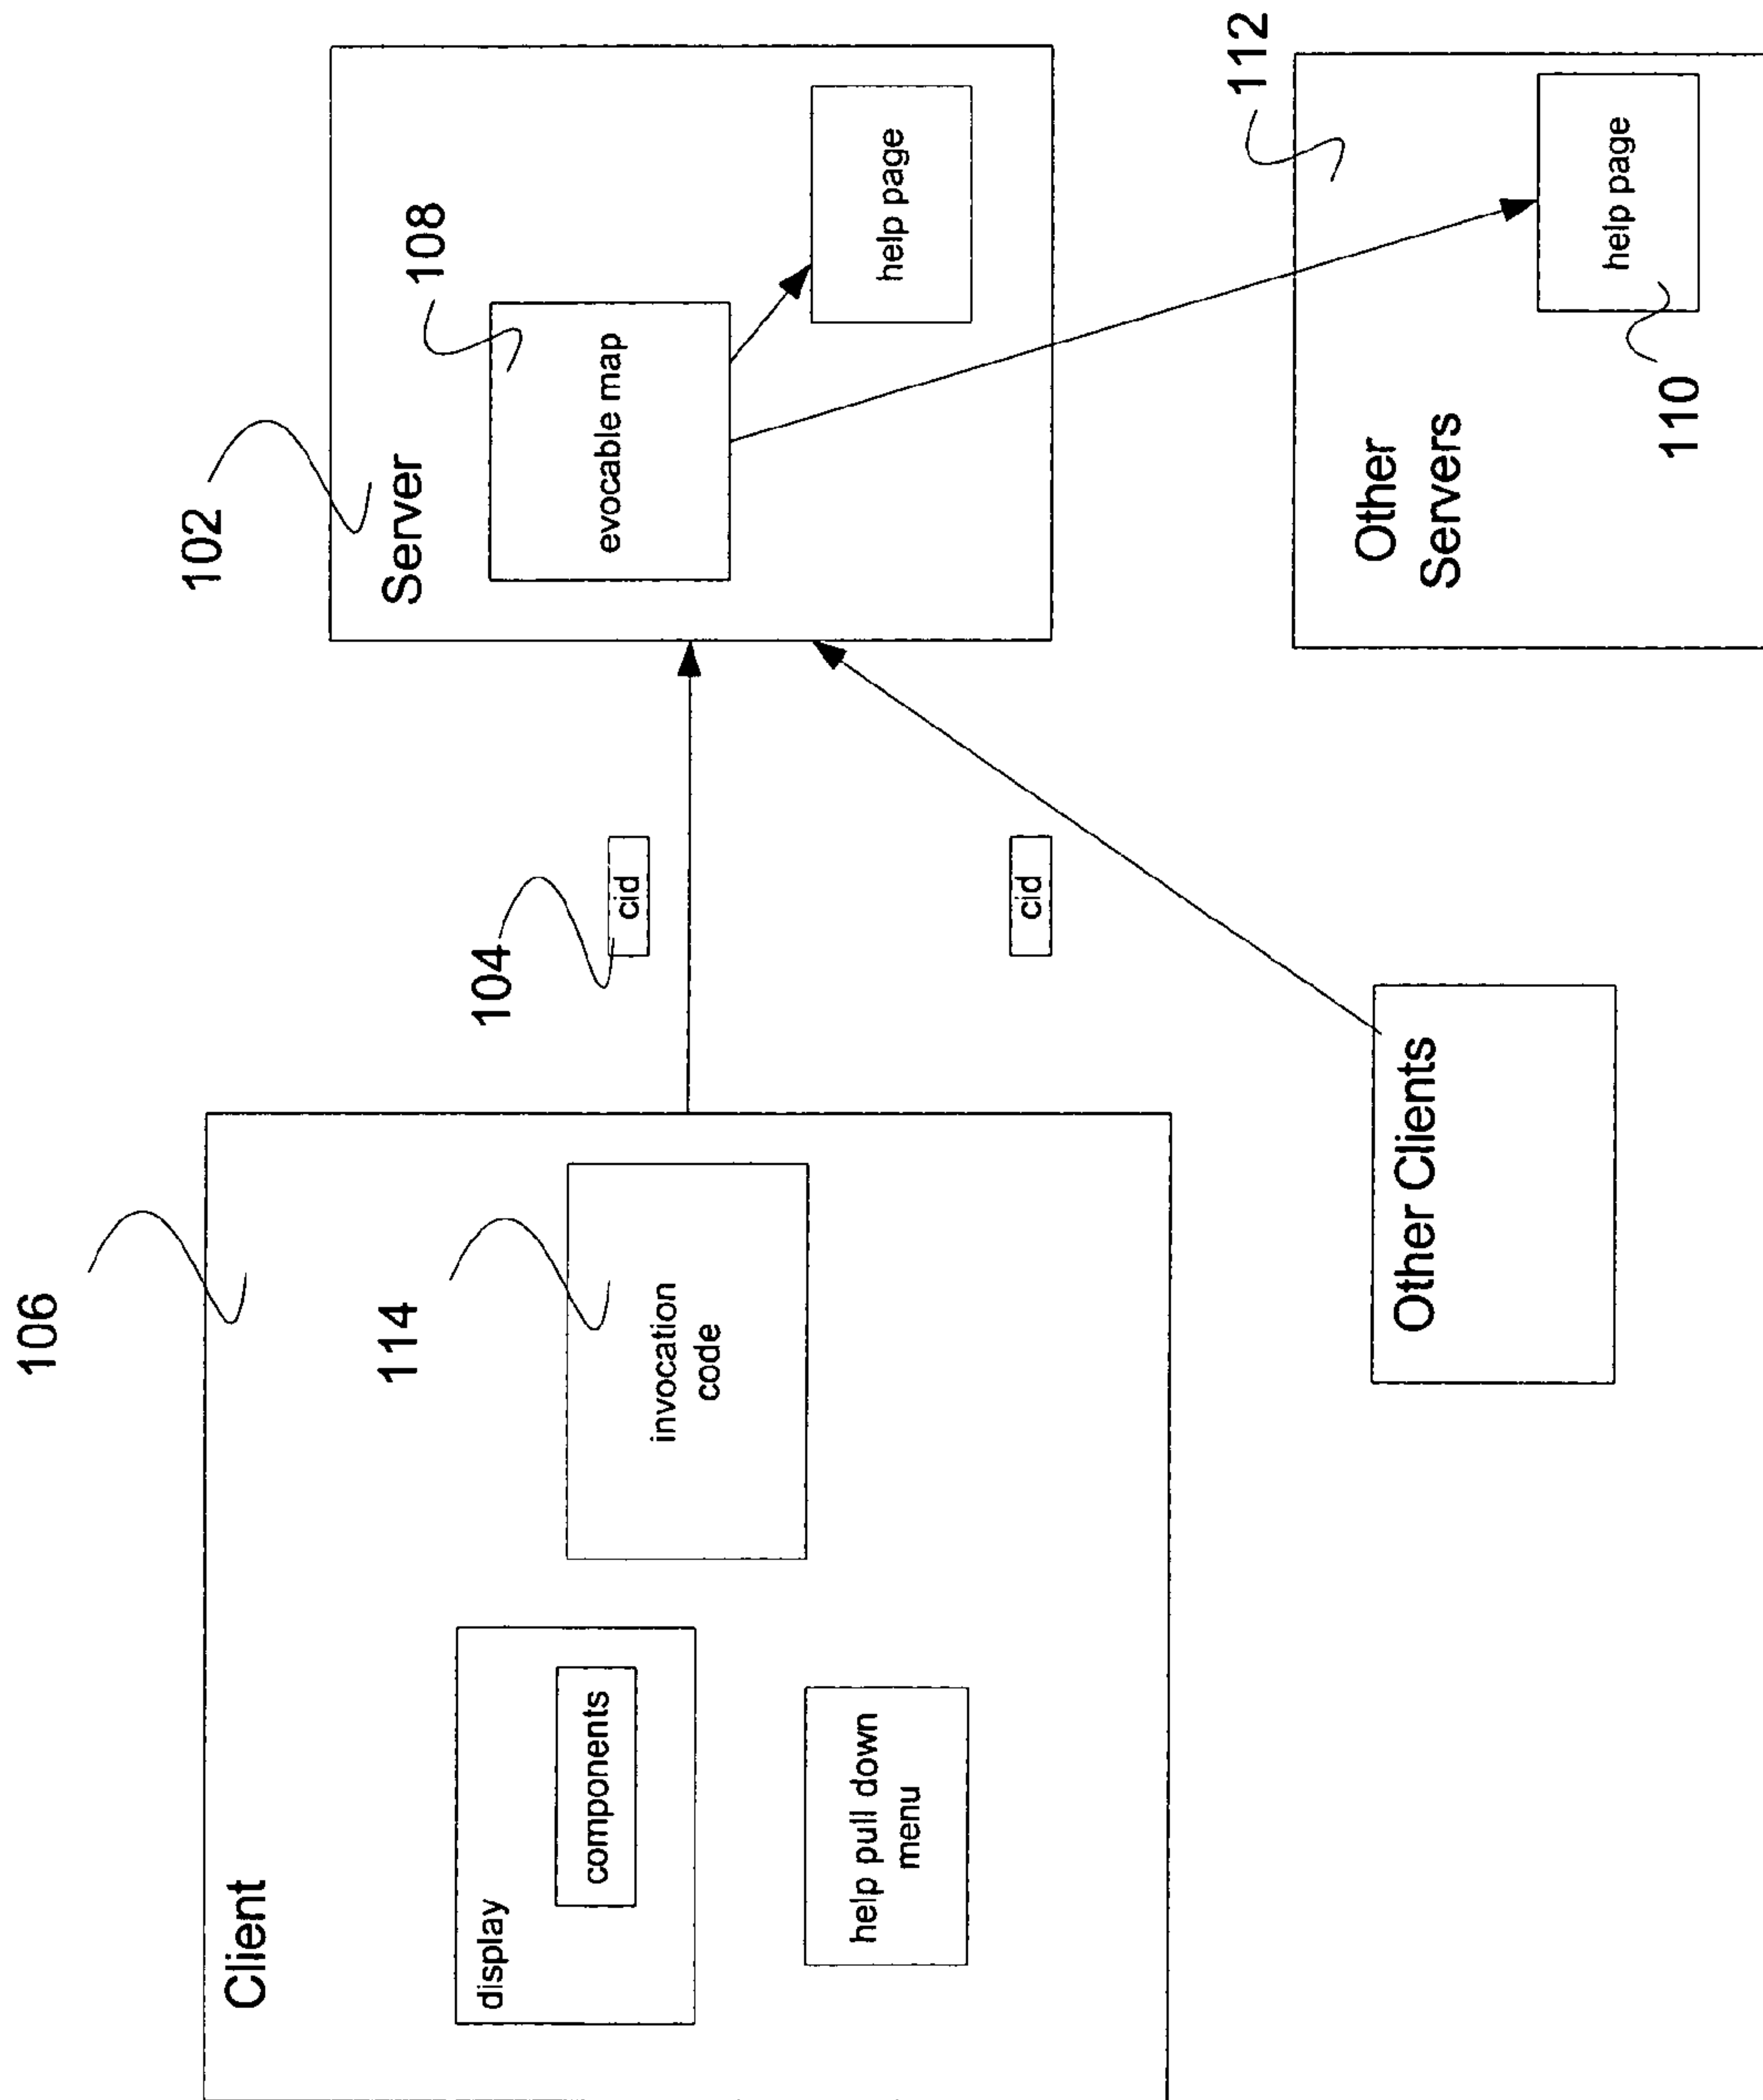 106
Client
114
display
components
invocation
code
help pull down
menu
104
cid
cid
Other Clients
102
Server
108
evocable map
help page
112
Other
Servers
help page
110